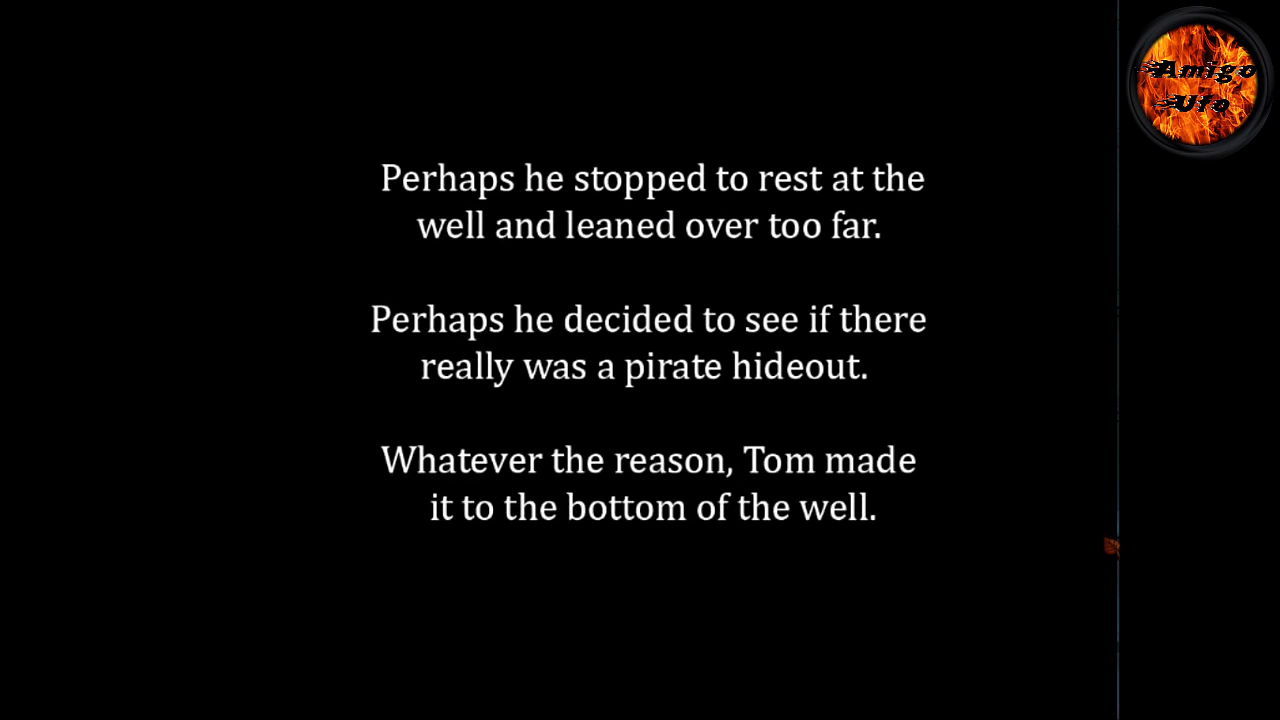 Amigo
Ufo
Perhaps he stopped to rest at the
well and leaned over too far.
Perhaps he decided to see if there
really was a pirate hideout.
Whatever the reason, Tom made
it to the bottom of the well.